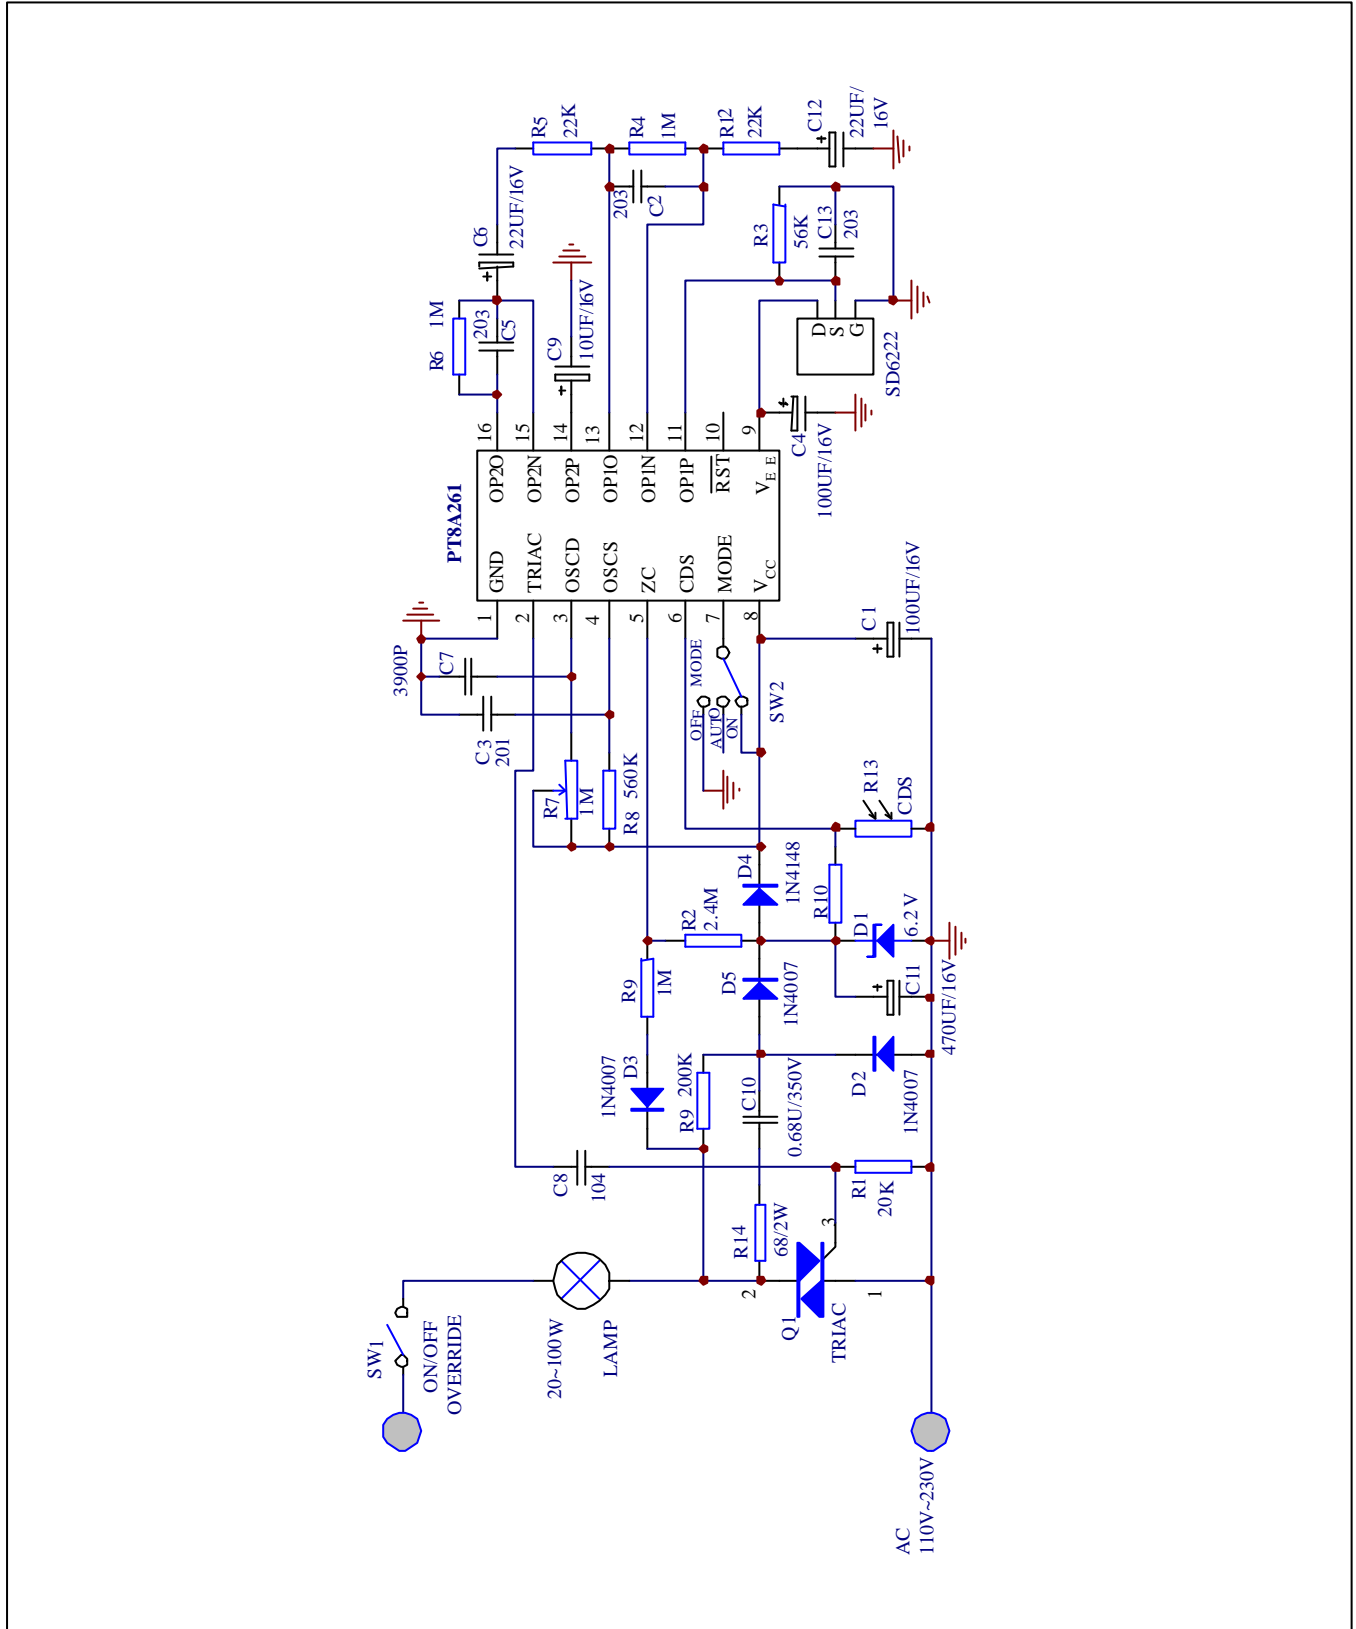 SW1
ON/OFF
OVERRIDE
20~100W
LAMP
AC
110V~230V
Q1
TRIAC
2
1
3
R14
68/2W
R1
20K
C8
104
1N4007
D3
R9
200K
C10
0.68U/350V
D2
1N4007
R9
1M
D5
1N4007
R2
2.4M
D4
1N4148
C11
470UF/16V
D1
6.2V
R10
R13
CDS
C3
201
C7
3900P
R7
1M
R8
560K
OFF
AUTO
ON
MODE
SW2
C1
100UF/16V
PT8A261
1
2
3
4
5
6
7
8
GND
TRIAC
OSCD
OSCS
ZC
CDS
MODE
VCC
OP2O
OP2N
OP2P
OP1O
OP1N
OP1P
RST
VEE
16
15
14
13
12
11
10
9
R6
1M
203
C5
C6
22UF/16V
C9
10UF/16V
R5
22K
R4
1M
R12
22K
C12
22UF/
16V
203
C2
R3
56K
C13
203
D
S
G
SD6222
C4
100UF/16V